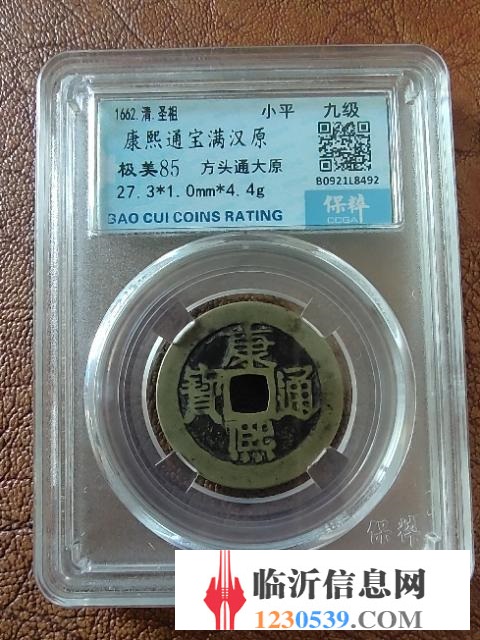 1662.清.圣祖 小平 九级
康熙通宝满汉原
极美85 方头通大原
27.3*1.0mm*4.4g
B0921L8492
BAO CUI COINS RATING
保粹
CCGA
康
寳 通
熙
保粹
临沂信息网
1230539.com